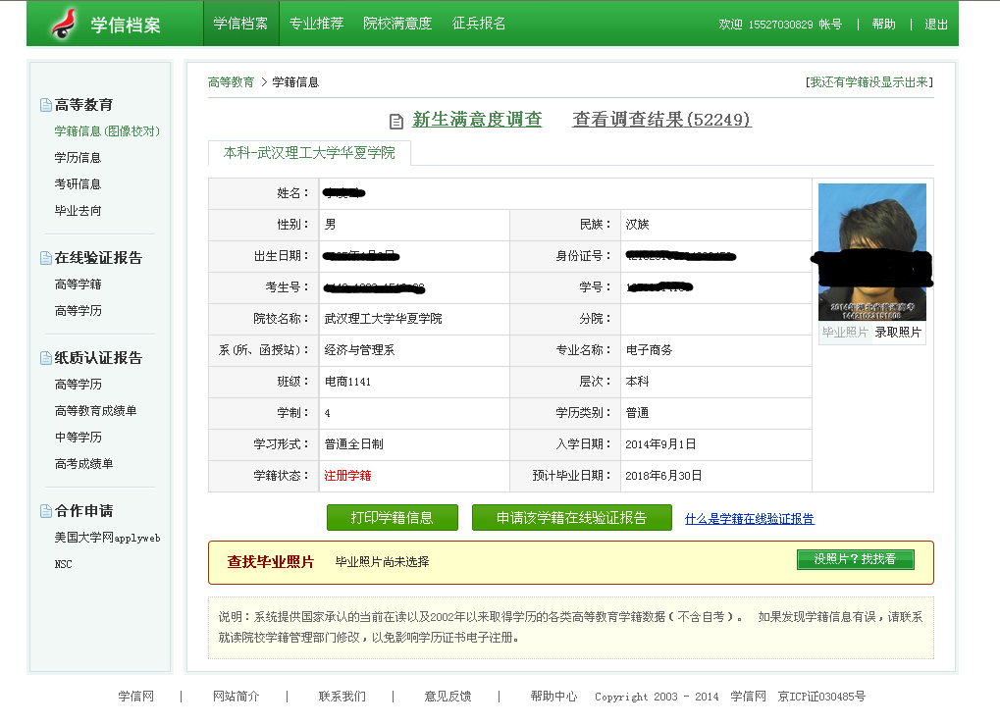 学信档案 学信档案 专业推荐 院校满意度 征兵报名 欢迎 15527030829 帐号 | 帮助 | 退出
高等教育
学籍信息(图像校对)
学历信息
考研信息
毕业去向
在线验证报告
高等学籍
高等学历
纸质认证报告
高等学历
高等教育成绩单
中等学历
高考成绩单
合作申请
美国大学网applyweb
NSC
高等教育 > 学籍信息 [我还有学籍没显示出来]
新生满意度调查 查看调查结果(52249)
本科-武汉理工大学华夏学院
姓名:
性别: 男 民族: 汉族
出生日期: 身份证号:
考生号: 学号:
院校名称: 武汉理工大学华夏学院 分院:
系(所、函授站): 经济与管理系 专业名称: 电子商务
班级: 电商1141 层次: 本科
学制: 4 学历类别: 普通
学习形式: 普通全日制 入学日期: 2014年9月1日
学籍状态: 注册学籍 预计毕业日期: 2018年6月30日
毕业照片 录取照片
打印学籍信息 申请该学籍在线验证报告 什么是学籍在线验证报告
查找毕业照片 毕业照片尚未选择 没照片?找找看
说明:系统提供国家承认的当前在读以及2002年以来取得学历的各类高等教育学籍数据(不含自考)。 如果发现学籍信息有误,请联系
就读院校学籍管理部门修改,以免影响学历证书电子注册。
学信网 | 网站简介 | 联系我们 | 意见反馈 | 帮助中心 Copyright 2003 - 2014 学信网 京ICP证030485号